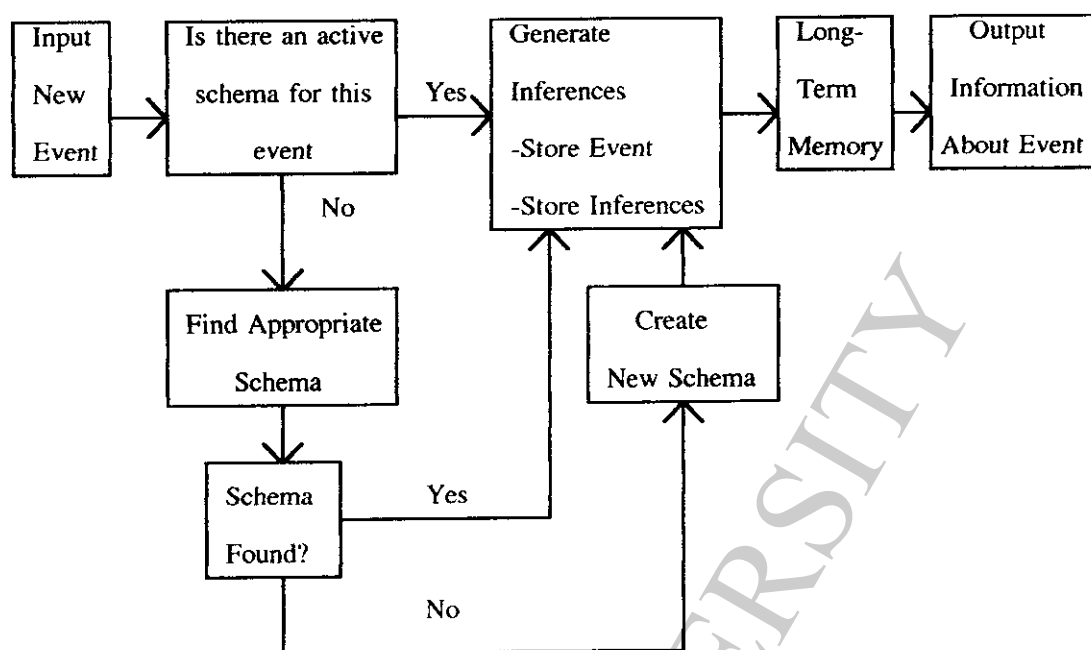 Input
New
Event
Is there an active
schema for this
event
Yes
No
Generate
Inferences
-Store Event
-Store Inferences
Long-
Term
Memory
Output
Information
About Event
Find Appropriate
Schema
Create
New Schema
Schema
Found?
Yes
No
ERSITY